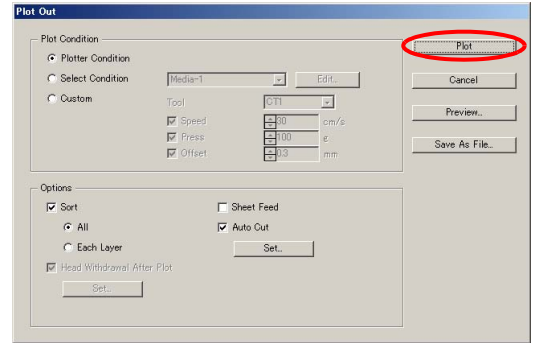 Plot Out
Plot Condition
Plotter Condition
Select Condition
Media-1
Edit...
Custom
Tool
CT1
Speed
30
cm/s
Press
100
g
Offset
0.3
mm
Plot
Cancel
Preview...
Save As File...
Options
Sort
Sheet Feed
All
Auto Cut
Each Layer
Set...
Head Withdrawal After Plot
Set...